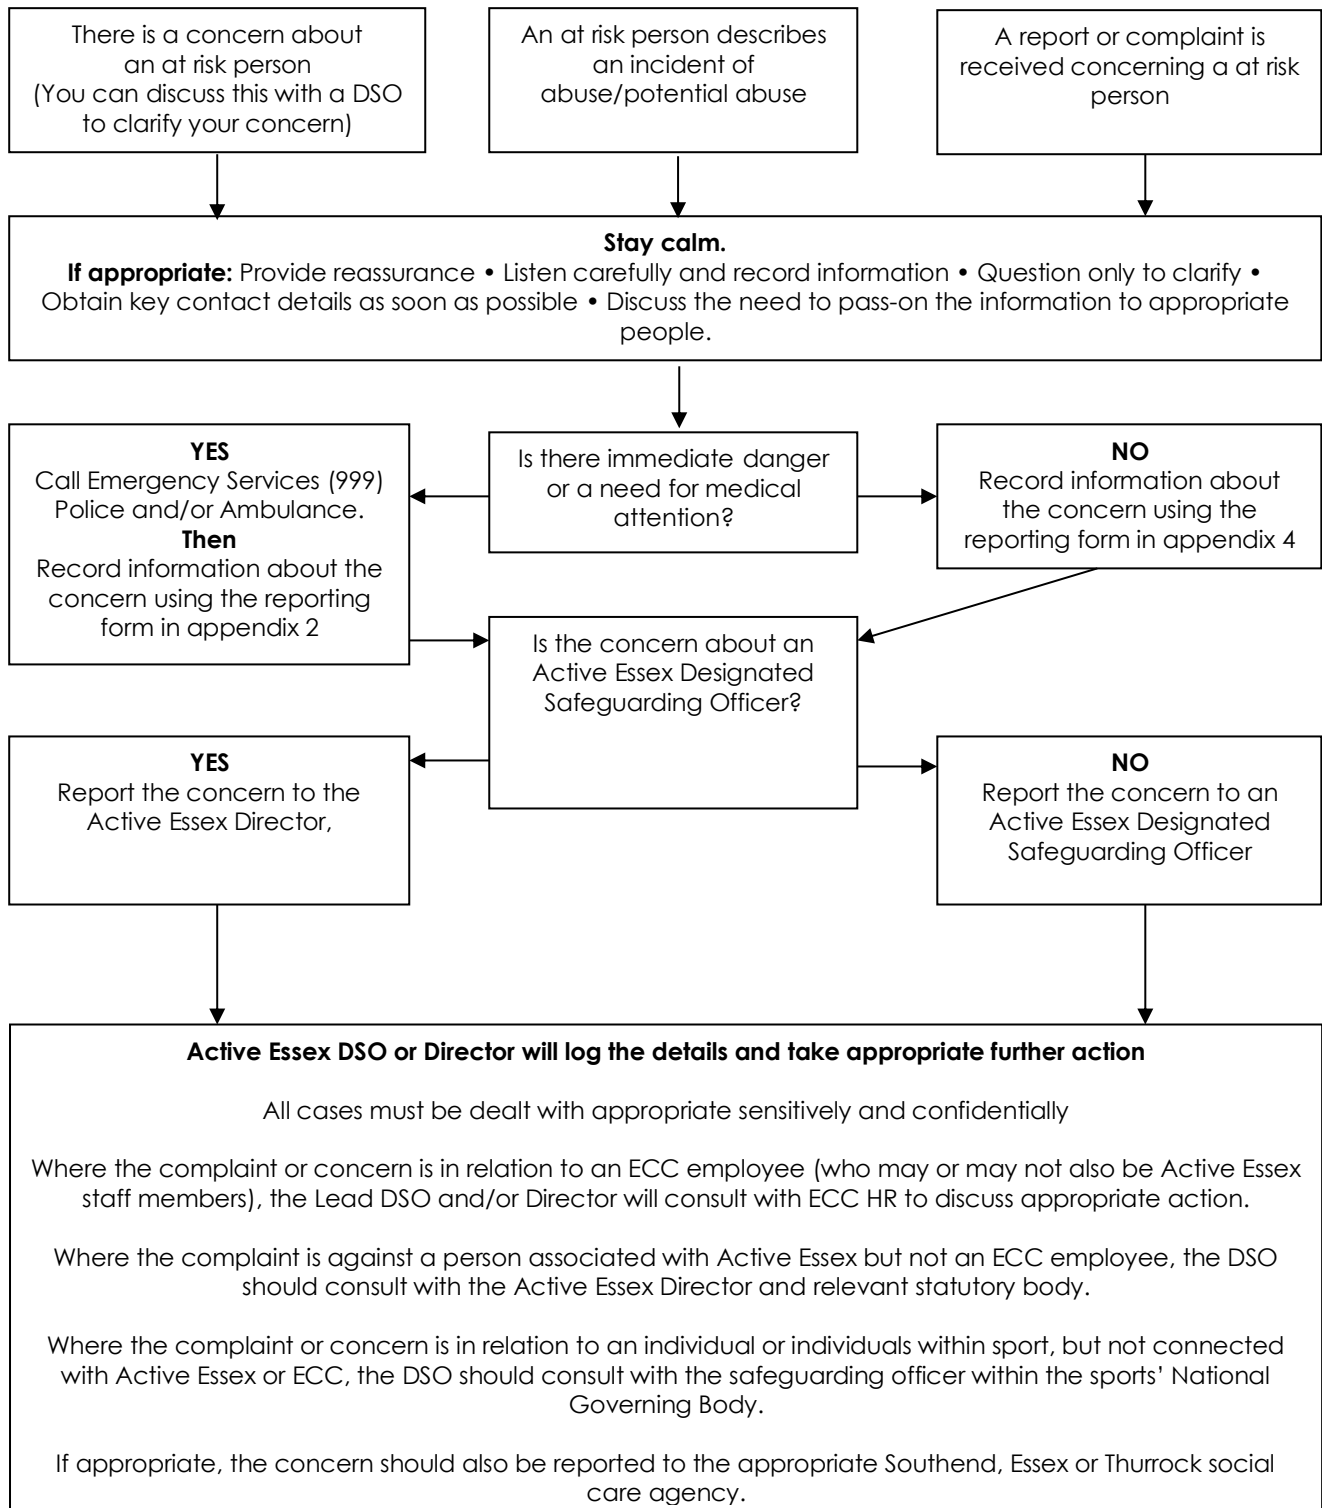 There is a concern about
an at risk person
(You can discuss this with a DSO
to clarify your concern)
An at risk person describes
an incident of
abuse/potential abuse
A report or complaint is
received concerning a at risk
person
Stay calm.
If appropriate: Provide reassurance • Listen carefully and record information • Question only to clarify •
Obtain key contact details as soon as possible • Discuss the need to pass-on the information to appropriate
people.
Is there immediate danger
or a need for medical
attention?
YES
Call Emergency Services (999)
Police and/or Ambulance.
Then
Record information about the
concern using the reporting
form in appendix 2
NO
Record information about
the concern using the
reporting form in appendix 4
Is the concern about an
Active Essex Designated
Safeguarding Officer?
YES
Report the concern to the
Active Essex Director,
NO
Report the concern to an
Active Essex Designated
Safeguarding Officer
Active Essex DSO or Director will log the details and take appropriate further action
All cases must be dealt with appropriate sensitively and confidentially
Where the complaint or concern is in relation to an ECC employee (who may or may not also be Active Essex
staff members), the Lead DSO and/or Director will consult with ECC HR to discuss appropriate action.
Where the complaint is against a person associated with Active Essex but not an ECC employee, the DSO
should consult with the Active Essex Director and relevant statutory body.
Where the complaint or concern is in relation to an individual or individuals within sport, but not connected
with Active Essex or ECC, the DSO should consult with the safeguarding officer within the sports' National
Governing Body.
If appropriate, the concern should also be reported to the appropriate Southend, Essex or Thurrock social
care agency.